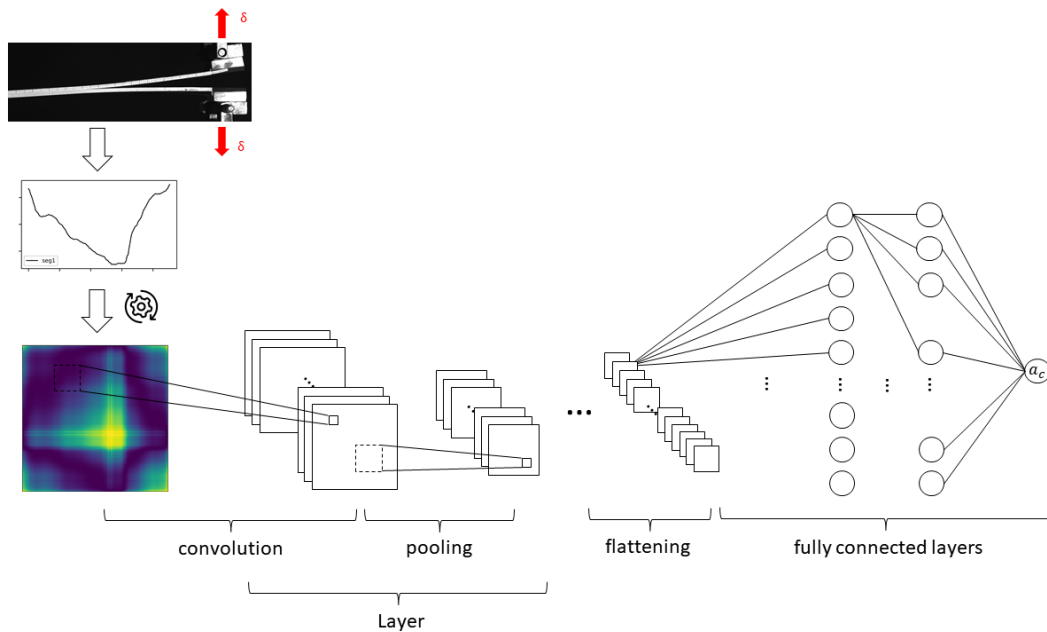 δ
δ
seg1
a_c
convolution
pooling
flattening
fully connected layers
Layer